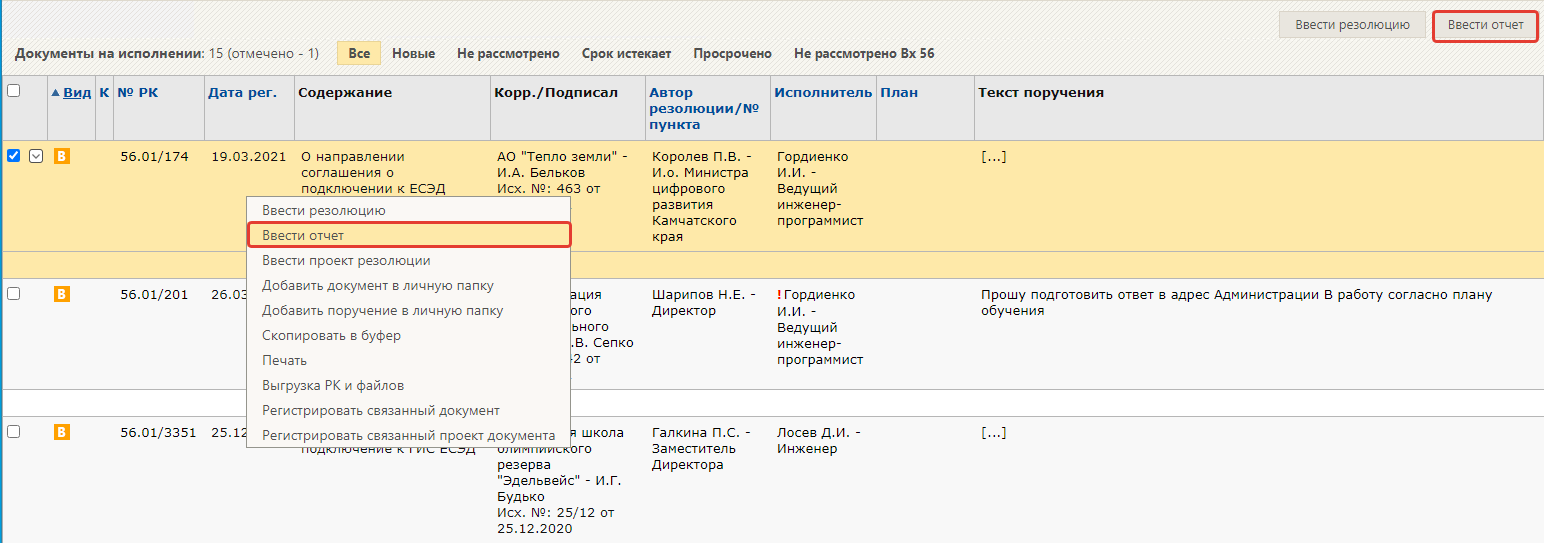 Ввести резолюцию
Ввести отчет
Документы на исполнении: 15 (отмечено - 1)
Все
Новые
Не рассмотрено
Срок истекает
Просрочено
Не рассмотрено Вх 56
Вид
К
№ РК
Дата рег.
Содержание
Корр./Подписал
Автор
резолюции/№
пункта
Исполнитель
План
Текст поручения
В
56.01/174
19.03.2021
О направлении
соглашения о
подключении к ЕСЭД
АО "Тепло земли" -
И.А. Бельков
Исх. №: 463 от
Королев П.В. -
И.о. Министра
цифрового
развития
Камчатского
края
Гордиенко
И.И. -
Ведущий
инженер-
программист
[...]
Ввести резолюцию
Ввести отчет
Ввести проект резолюции
Добавить документ в личную папку
Добавить поручение в личную папку
Скопировать в буфер
Печать
Выгрузка РК и файлов
Регистрировать связанный документ
Регистрировать связанный проект документа
В
56.01/201
26.03
ация
ого
ьного
.В. Сепко
-2 от
Шарипов Н.Е. -
Директор
!Гордиенко
И.И. -
Ведущий
инженер-
программист
Прошу подготовить ответ в адрес Администрации В работу согласно плану
обучения
В
56.01/3351
25.12
подключение к ГИС ЕСЭД
я школа
олимпийского
резерва
"Эдельвейс" - И.Г.
Будько
Исх. №: 25/12 от
25.12.2020
Галкина П.С. -
Заместитель
Директора
Лосев Д.И. -
Инженер
[...]